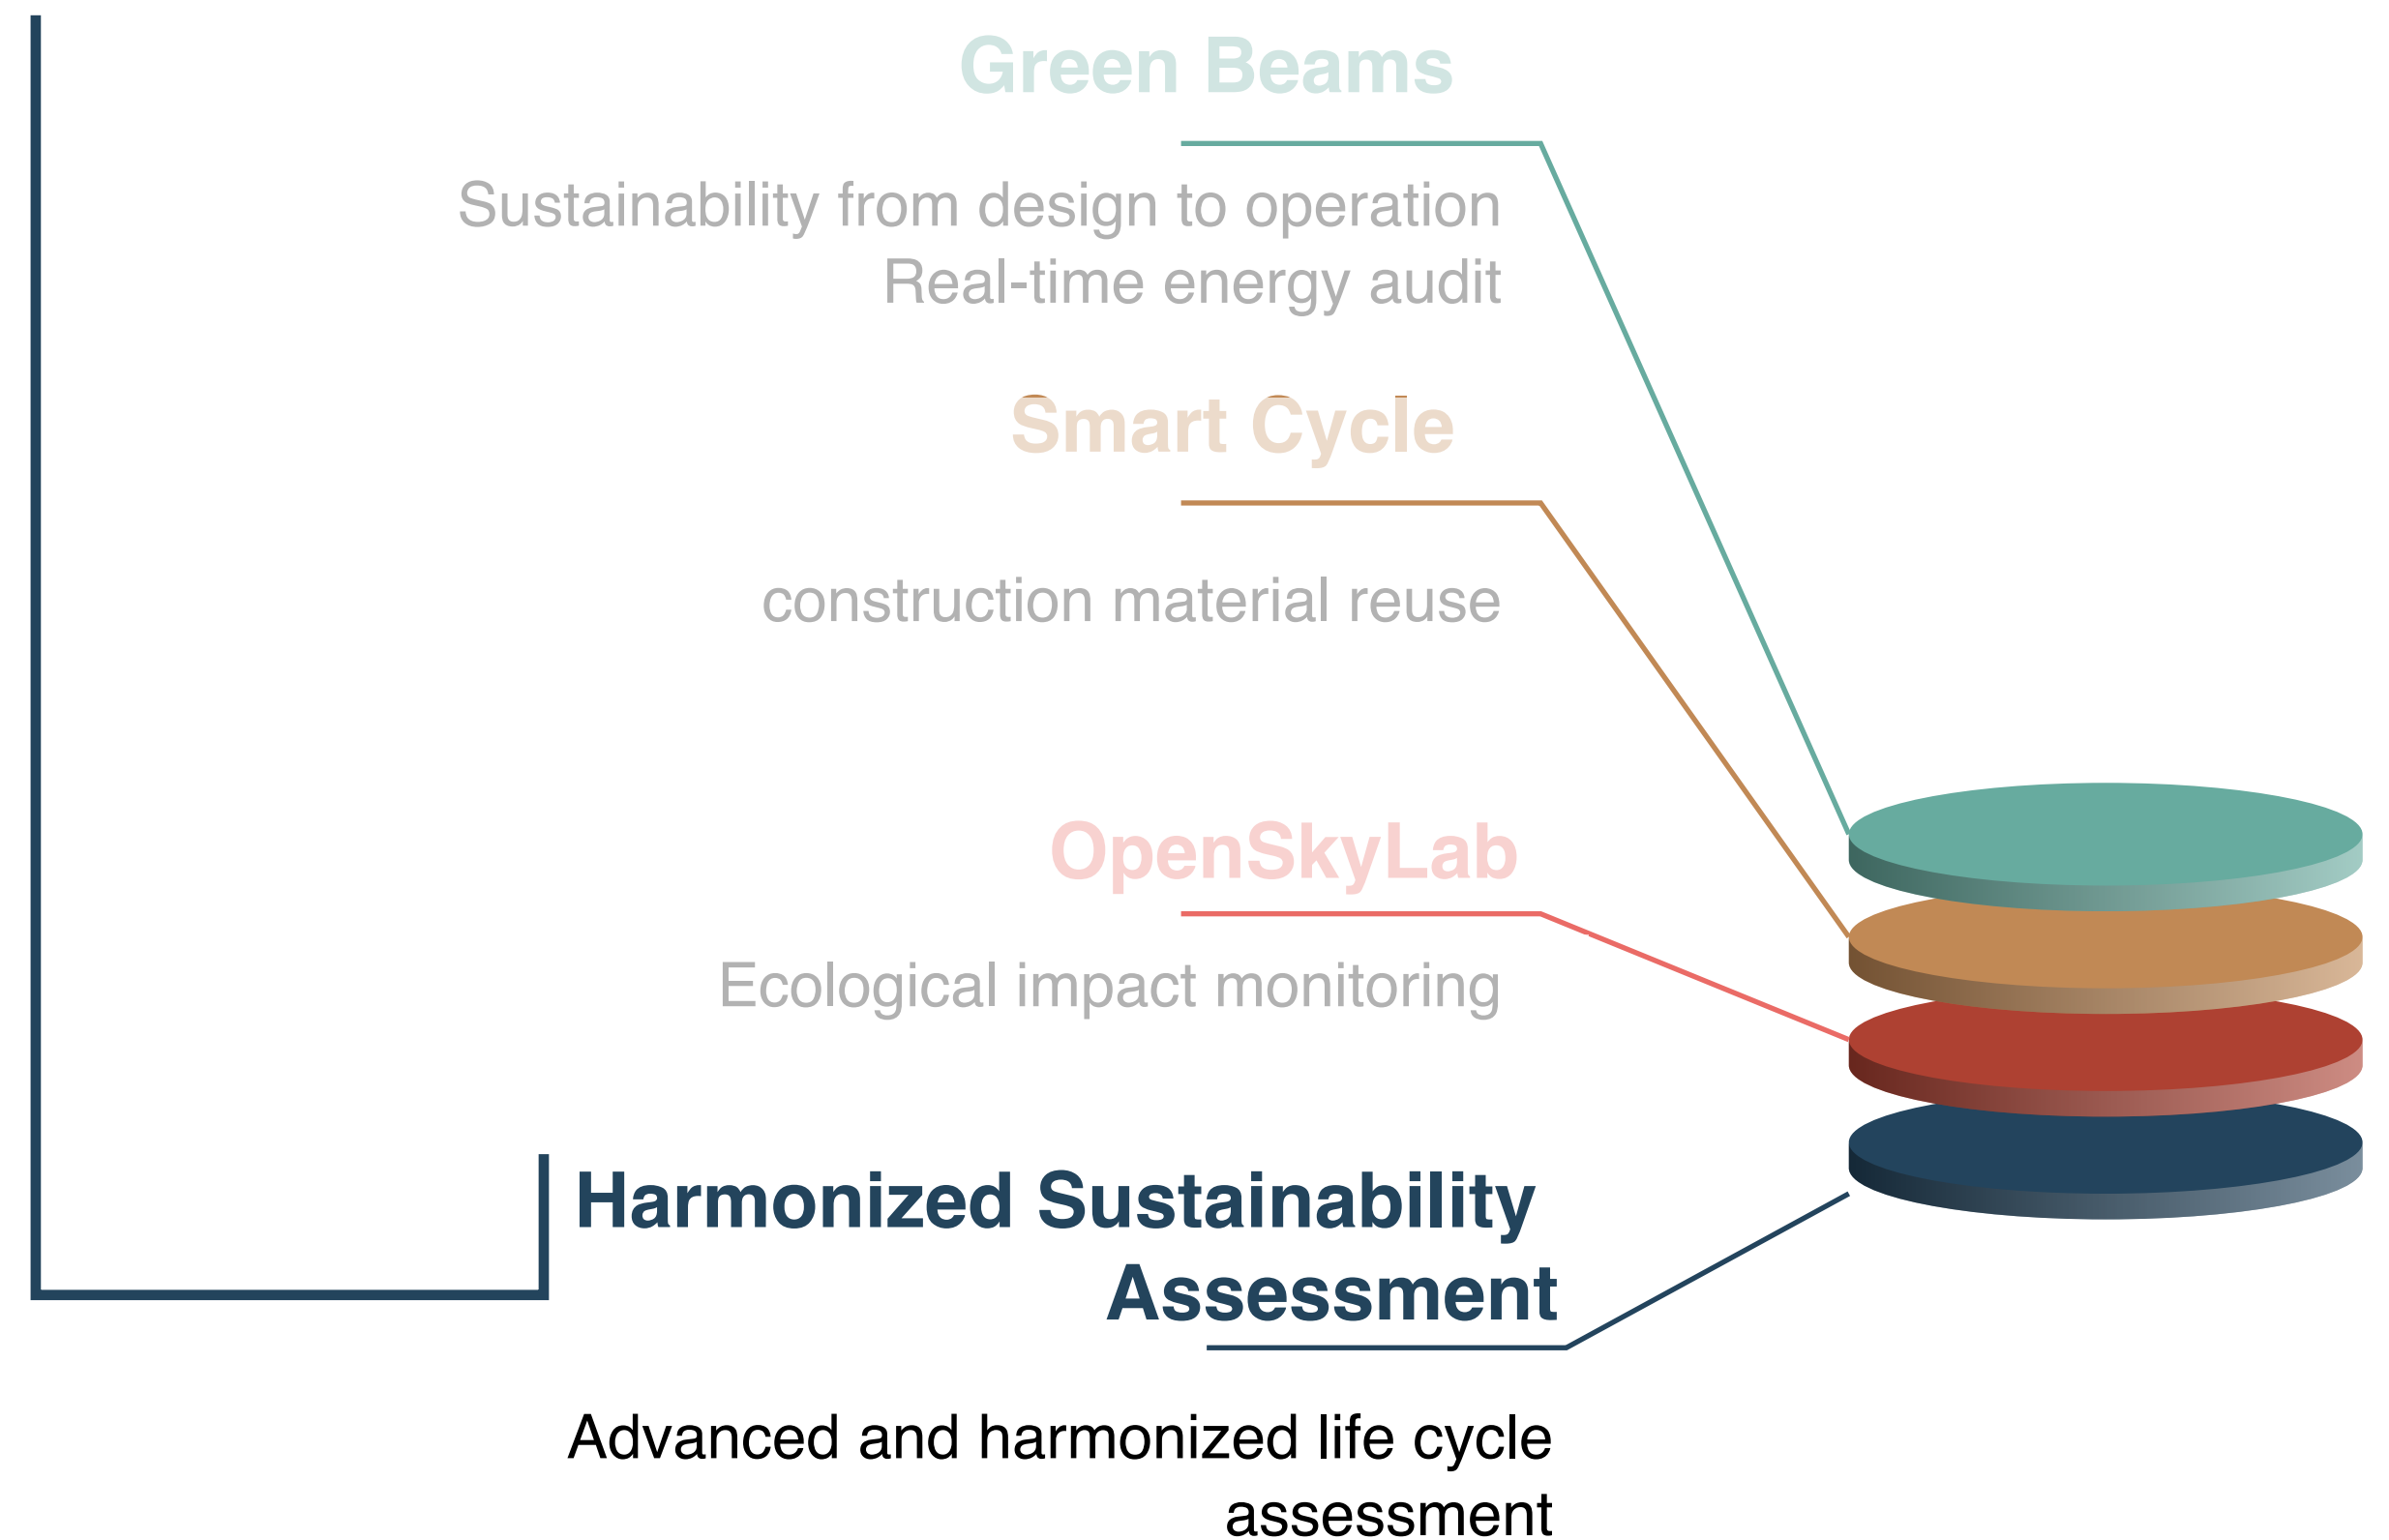 Green Beams
Sustainability from design to operation
Real-time energy audit
Smart Cycle
construction material reuse
OpenSkyLab
Ecological impact monitoring
Harmonized Sustainability
Assessment
Advanced and harmonized life cycle
assessment